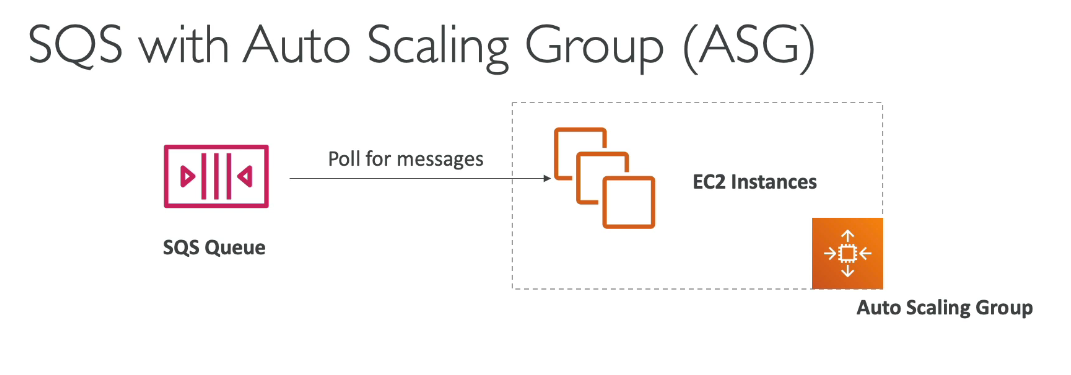 SQS with Auto Scaling Group (ASG)
Poll for messages
EC2 Instances
SQS Queue
Auto Scaling Group